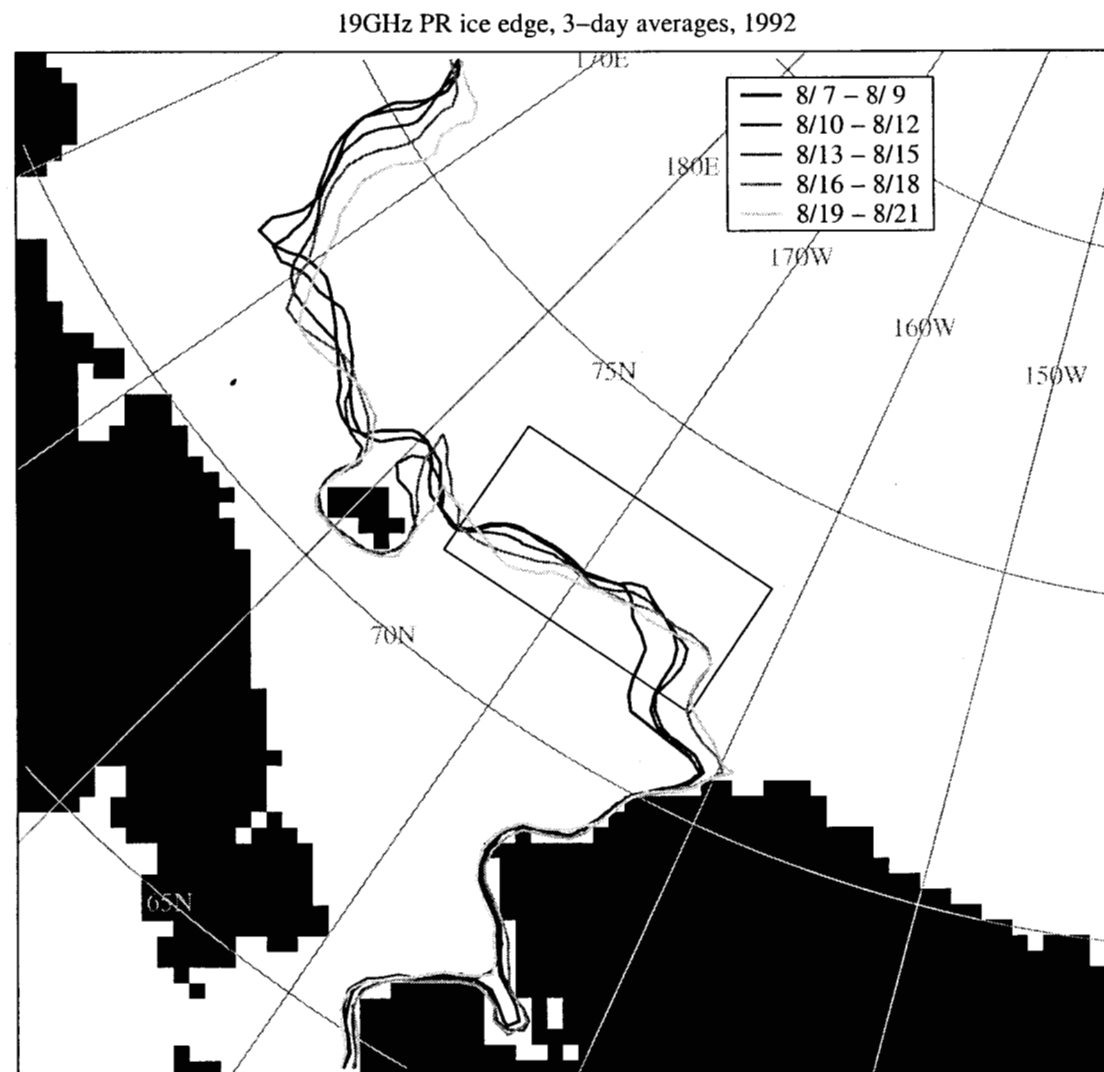 19GHz PR ice edge, 3–day averages, 1992
170E
8/ 7 – 8/ 9
8/10 – 8/12
8/13 – 8/15
8/16 – 8/18
8/19 – 8/21
180E
170W
160W
75N
150W
70N
65N